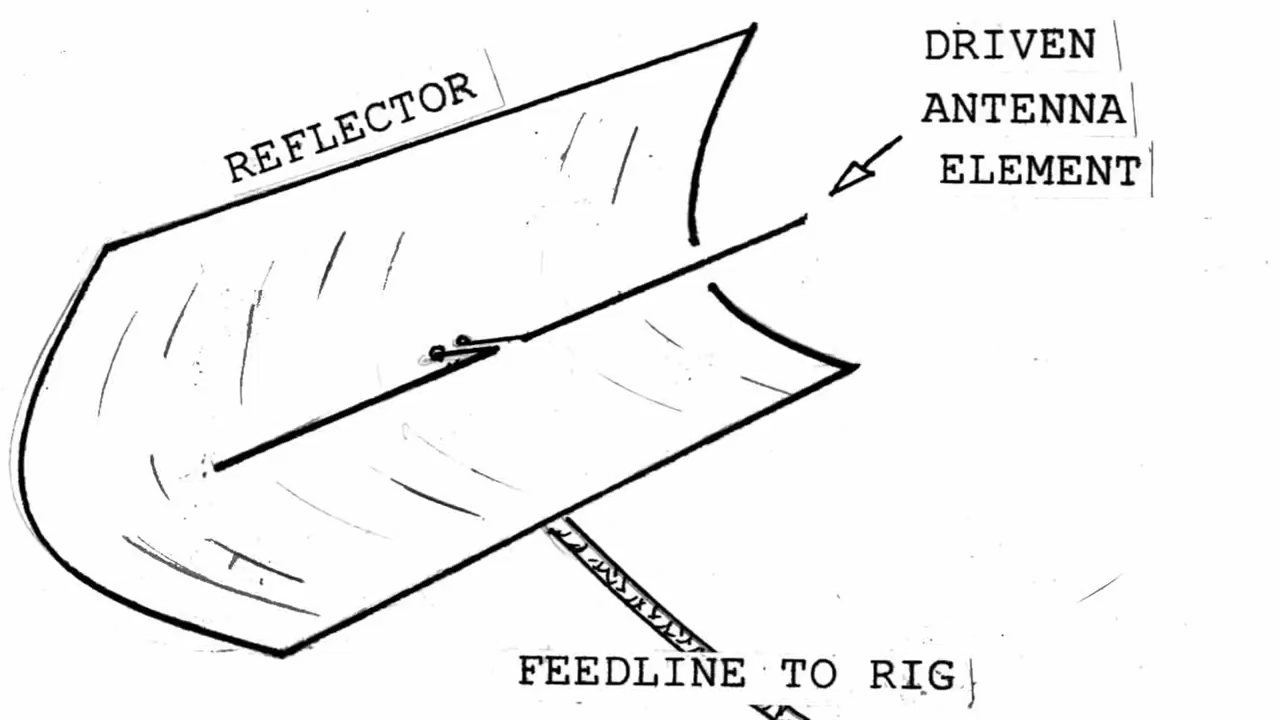 REFLECTOR
DRIVEN
ANTENNA
ELEMENT
FEEDLINE TO RIG